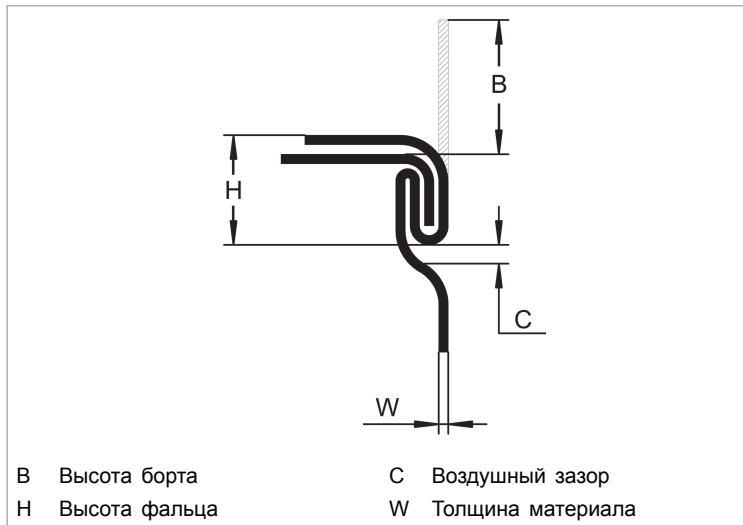 B
H
C
W
B Высота борта
C Воздушный зазор
H Высота фальца
W Толщина материала